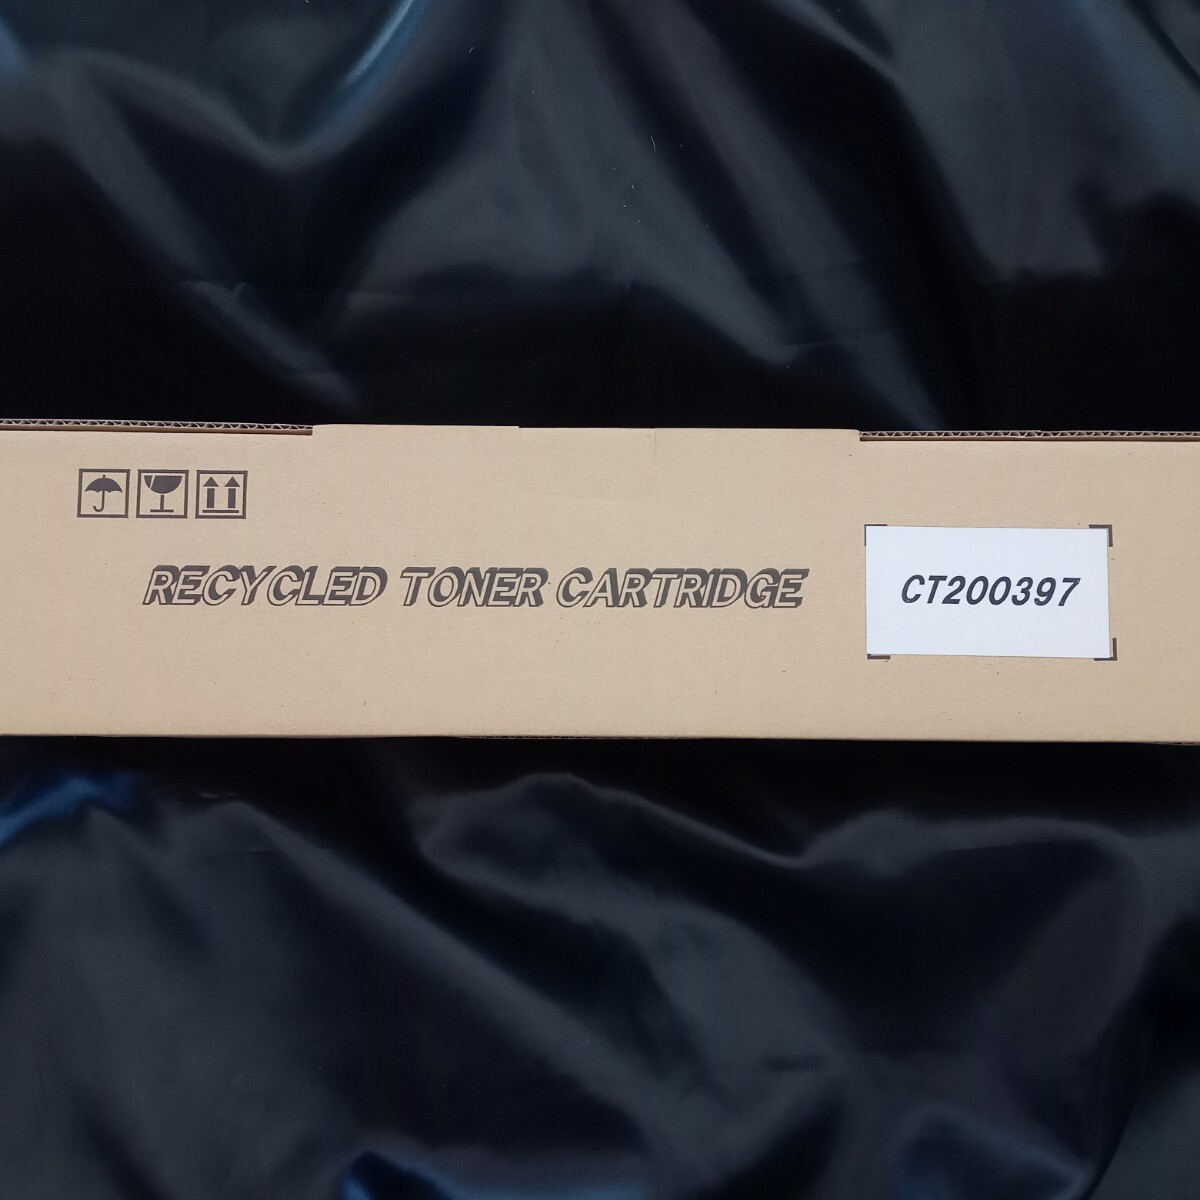 RECYCLED TONER CARTRIDGE
CT200397